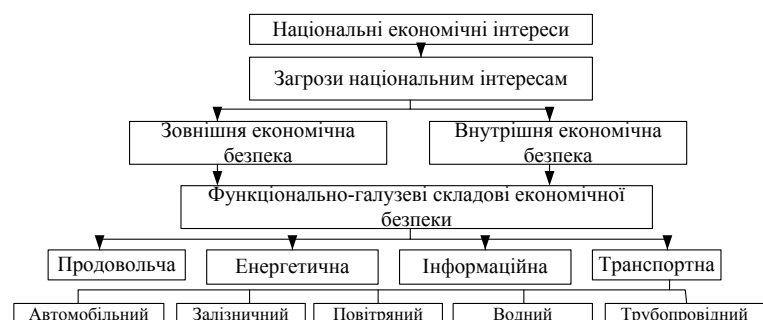 Національні економічні інтереси
Загрози національним інтересам
Зовнішня економічна
безпека
Внутрішня економічна
безпека
Функціонально-галузеві складові економічної
безпеки
Продовольча
Енергетична
Інформаційна
Транспортна
Автомобільний
Залізничний
Повітряний
Водний
Трубопровідний